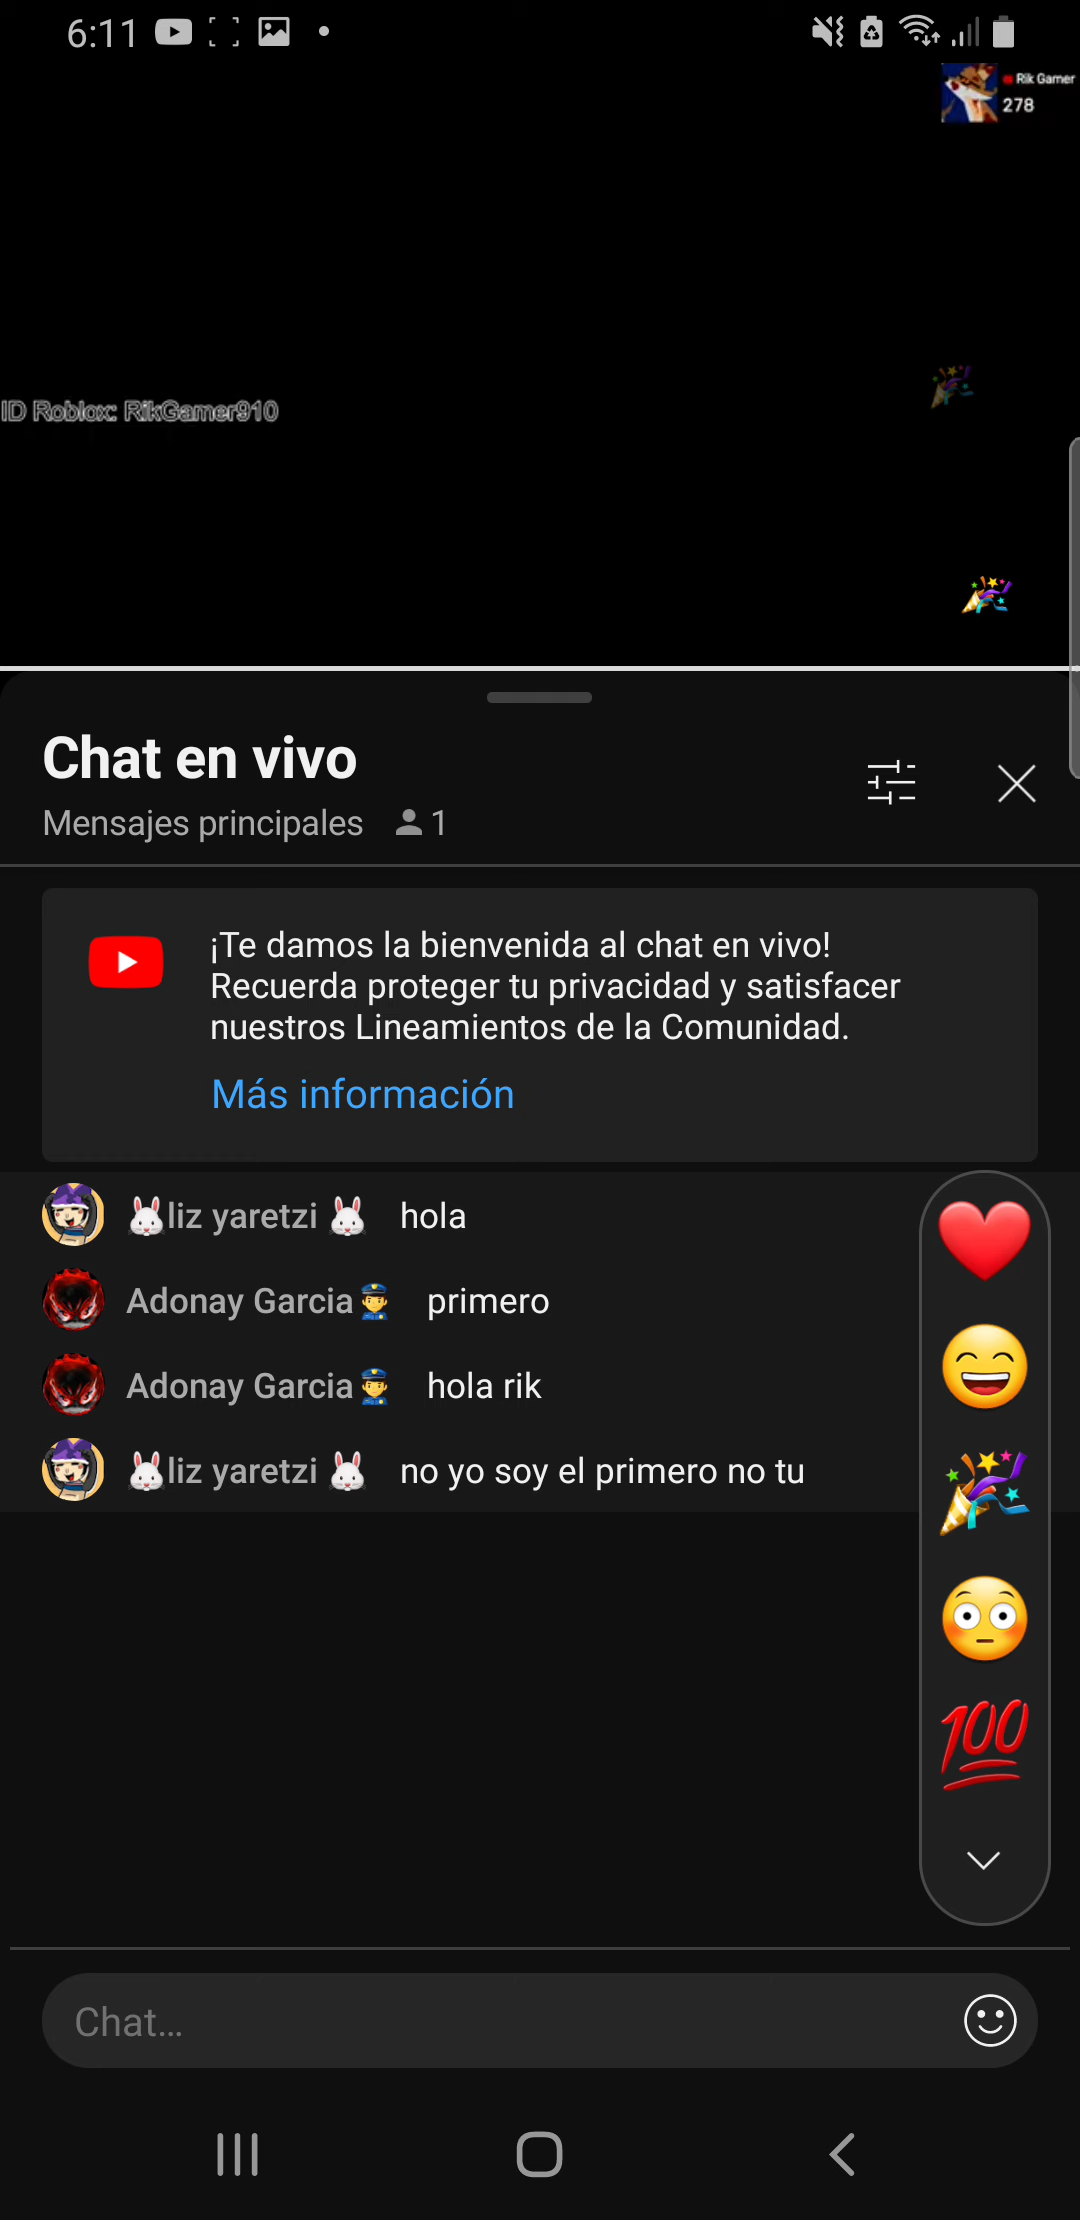 6:11
Rik Gamer
278
ID Roblox: RikGamer910
Chat en vivo
Mensajes principales 1
¡Te damos la bienvenida al chat en vivo!
Recuerda proteger tu privacidad y satisfacer
nuestros Lineamientos de la Comunidad.
Más información
🐰liz yaretzi🐰 hola
Adonay Garcia👮 primero
Adonay Garcia👮 hola rik
🐰liz yaretzi🐰 no yo soy el primero no tu
💯
Chat...